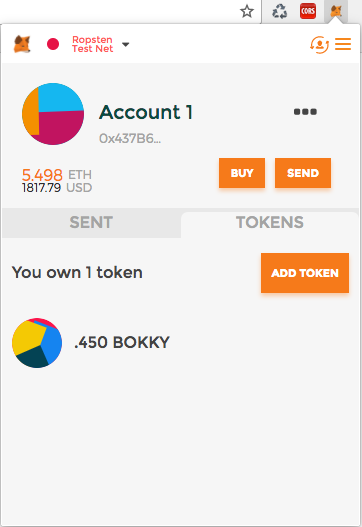 CORS
Ropsten
Test Net
Account 1
0x437B6...
5.498 ETH
1817.79 USD
BUY
SEND
SENT
TOKENS
You own 1 token
ADD TOKEN
.450 BOKKY